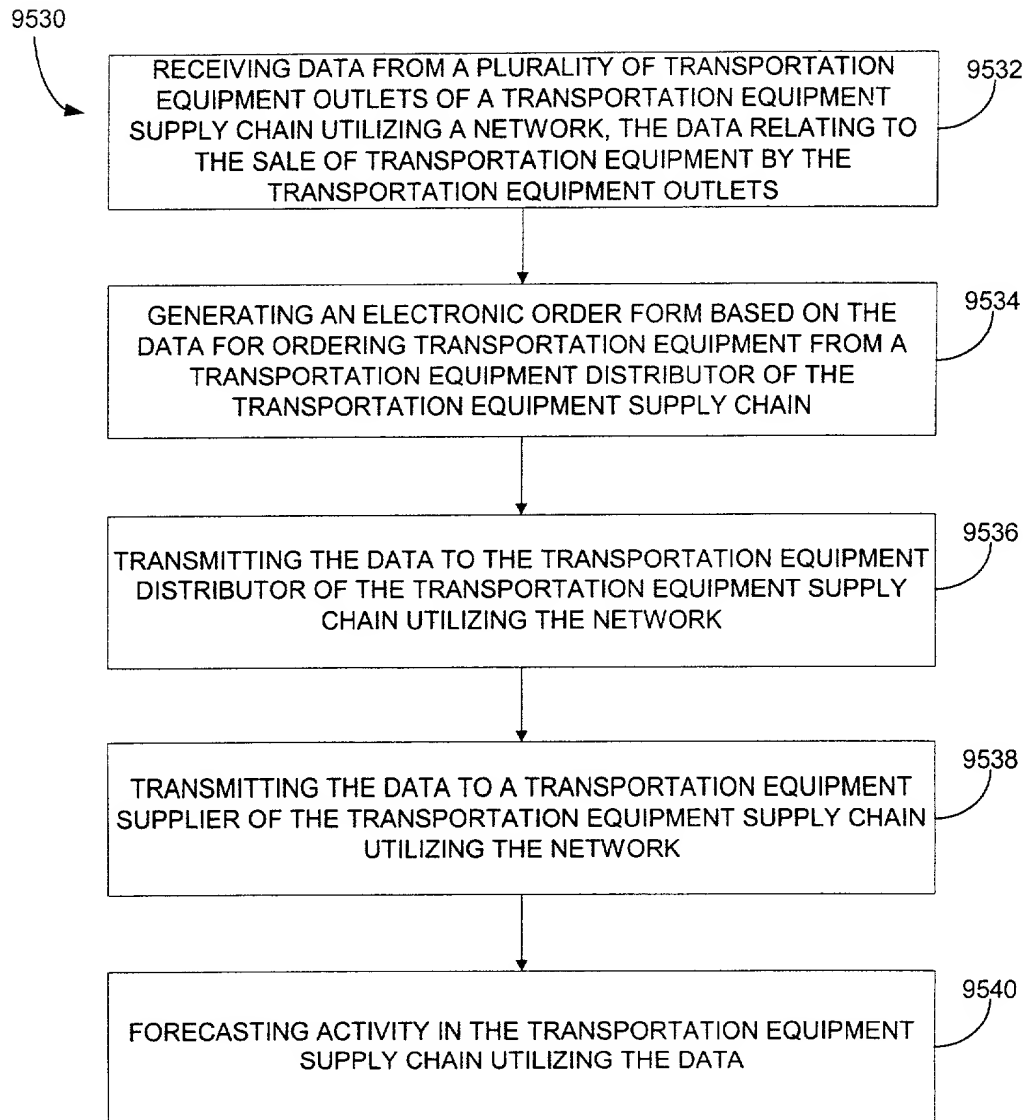 9530
RECEIVING DATA FROM A PLURALITY OF TRANSPORTATION
EQUIPMENT OUTLETS OF A TRANSPORTATION EQUIPMENT
SUPPLY CHAIN UTILIZING A NETWORK, THE DATA RELATING TO
THE SALE OF TRANSPORTATION EQUIPMENT BY THE
TRANSPORTATION EQUIPMENT OUTLETS
9532
GENERATING AN ELECTRONIC ORDER FORM BASED ON THE
DATA FOR ORDERING TRANSPORTATION EQUIPMENT FROM A
TRANSPORTATION EQUIPMENT DISTRIBUTOR OF THE
TRANSPORTATION EQUIPMENT SUPPLY CHAIN
9534
TRANSMITTING THE DATA TO THE TRANSPORTATION EQUIPMENT
DISTRIBUTOR OF THE TRANSPORTATION EQUIPMENT SUPPLY
CHAIN UTILIZING THE NETWORK
9536
TRANSMITTING THE DATA TO A TRANSPORTATION EQUIPMENT
SUPPLIER OF THE TRANSPORTATION EQUIPMENT SUPPLY CHAIN
UTILIZING THE NETWORK
9538
FORECASTING ACTIVITY IN THE TRANSPORTATION EQUIPMENT
SUPPLY CHAIN UTILIZING THE DATA
9540